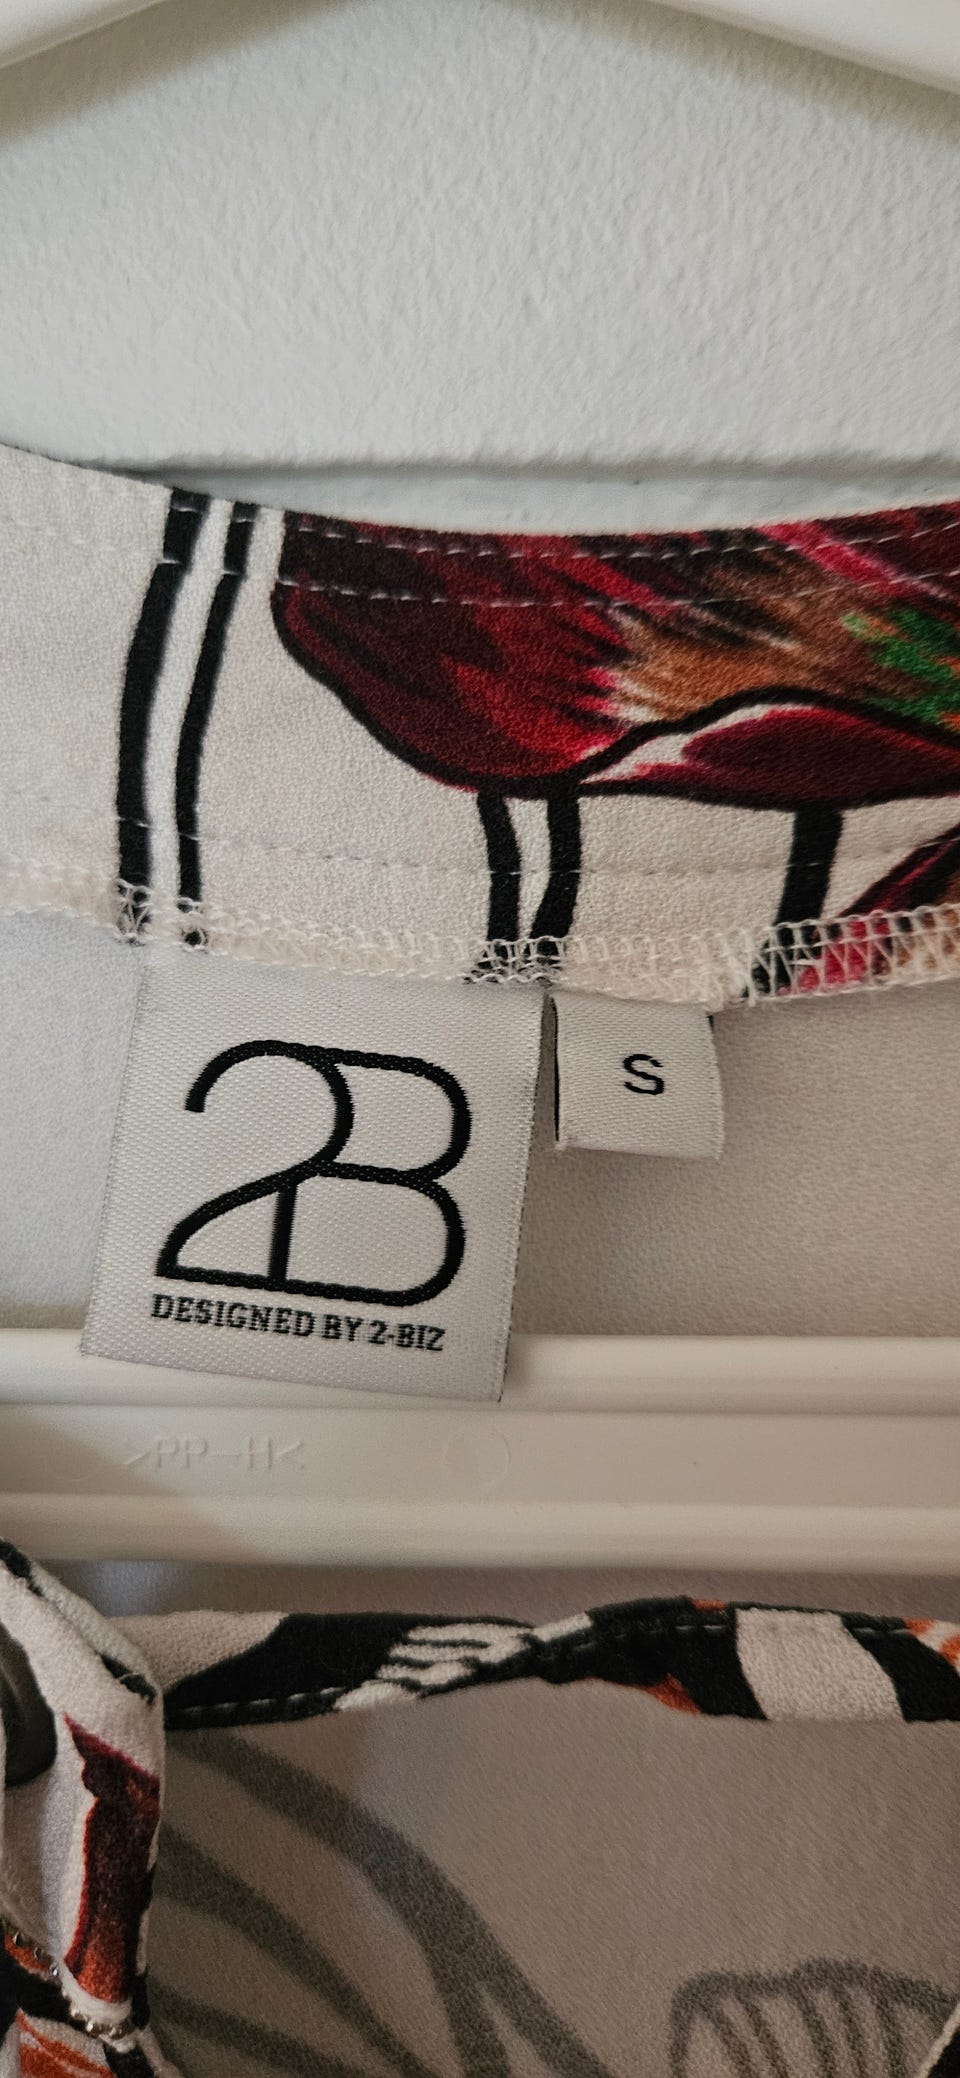 2B
S
DESIGNED BY 2-BIZ
>PP-H<